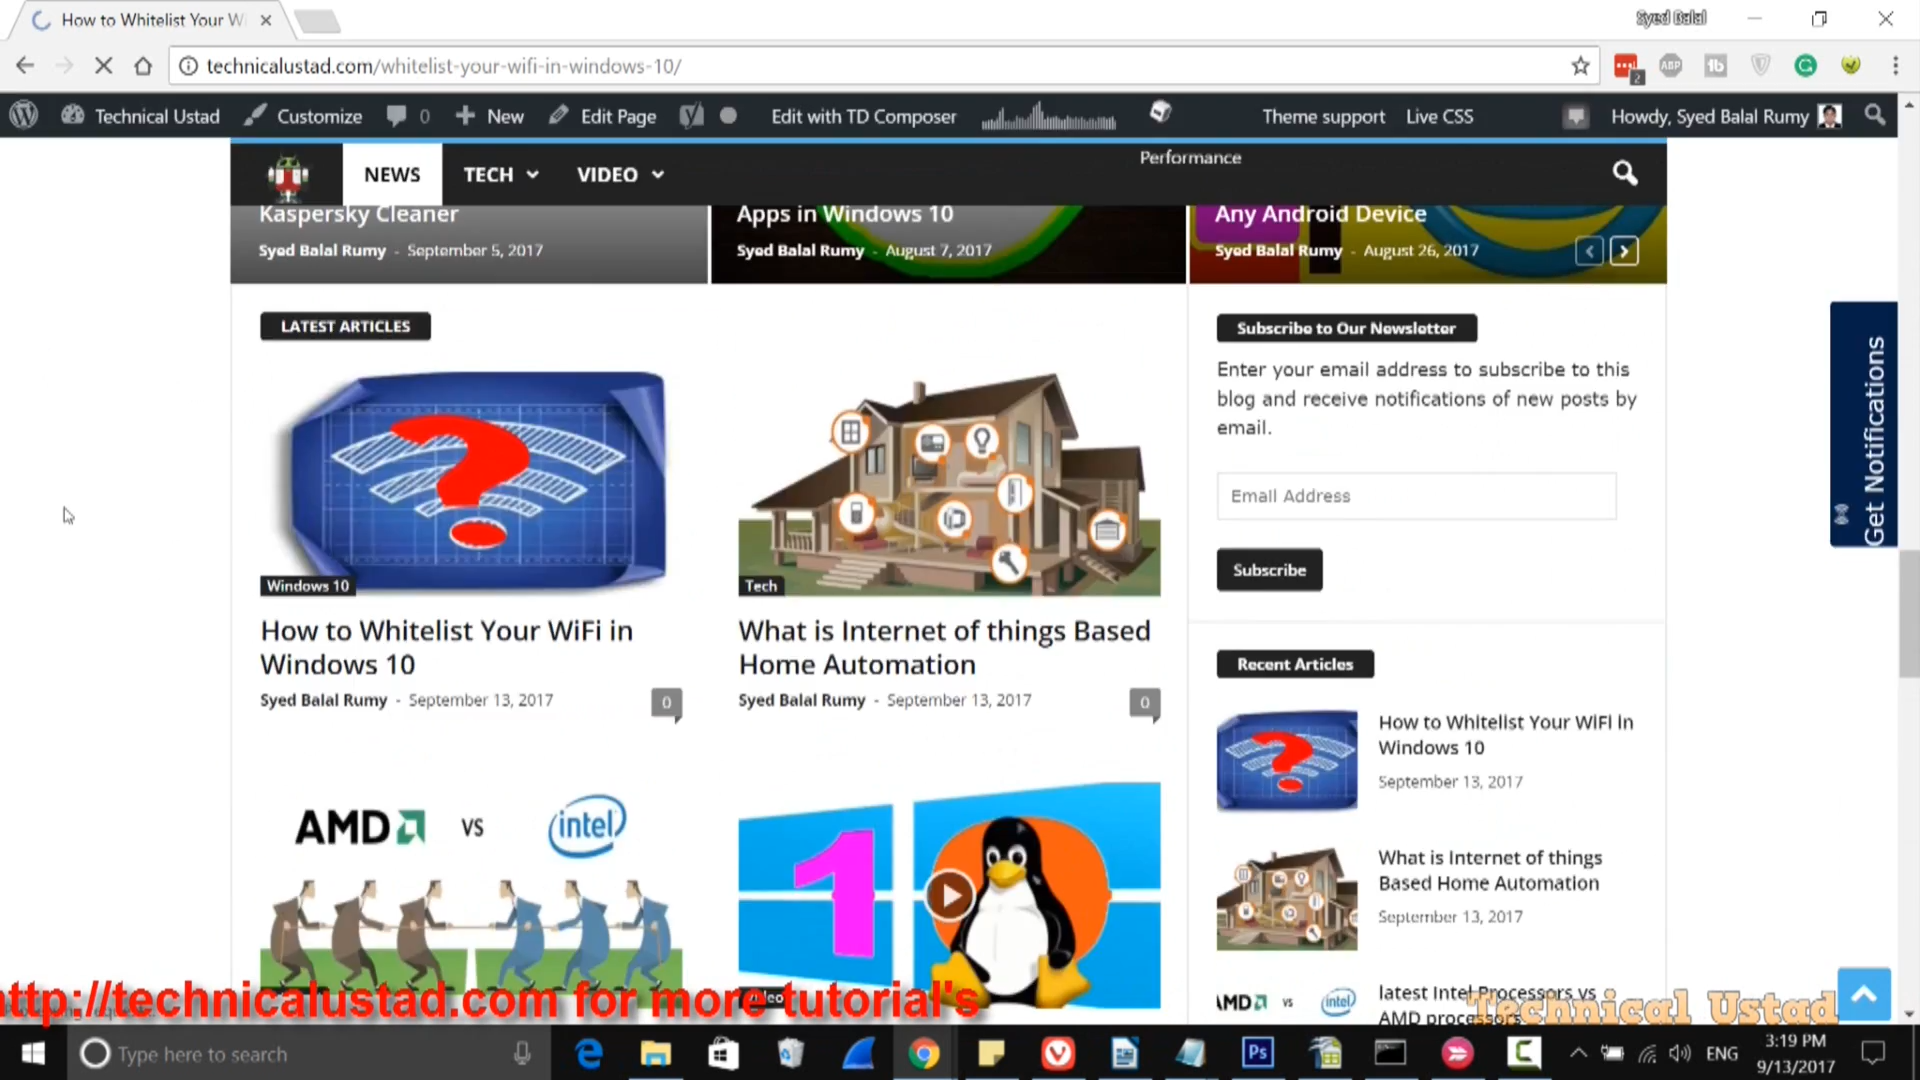 How to Whitelist Your W
Syed Balal
technicalustad.com/whitelist-your-wifi-in-windows-10/
2
ABP
Technical Ustad
Customize
0
New
Edit Page
Edit with TD Composer
Theme support
Live CSS
Howdy, Syed Balal Rumy
NEWS
TECH
VIDEO
Performance
Kaspersky Cleaner
Syed Balal Rumy - September 5, 2017
Apps in Windows 10
Syed Balal Rumy - August 7, 2017
Any Android Device
Syed Balal Rumy - August 26, 2017
LATEST ARTICLES
Windows 10
How to Whitelist Your WiFi in
Windows 10
Syed Balal Rumy - September 13, 2017
0
Tech
What is Internet of things Based
Home Automation
Syed Balal Rumy - September 13, 2017
0
AMD VS intel
1
Subscribe to Our Newsletter
Enter your email address to subscribe to this
blog and receive notifications of new posts by
email.
Email Address
Subscribe
Get Notifications
Recent Articles
How to Whitelist Your WiFi in
Windows 10
September 13, 2017
What is Internet of things
Based Home Automation
September 13, 2017
AMD VS intel
latest Intel Processors vs
AMD processors
ttp://technicalustad.com for more tutorial's
Technical Ustad
Type here to search
Ps
ENG
3:19 PM
9/13/2017